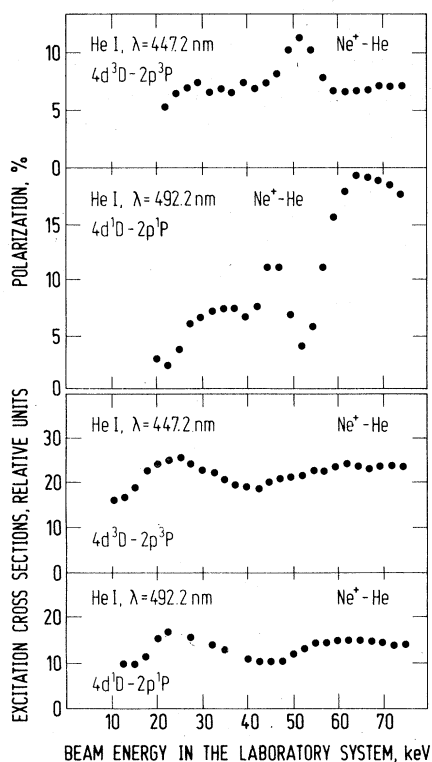 POLARIZATION, %
He I, λ=447.2 nm Ne⁺-He
4d³D-2p³P
10
5
0
He I, λ=492.2 nm Ne⁺-He
4d¹D-2p¹P
15
10
5
0
EXCITATION CROSS SECTIONS, RELATIVE UNITS
He I, λ=447.2 nm Ne⁺-He
30
20
10
4d³D-2p³P
0
He I, λ=492.2 nm Ne⁺-He
20
10
4d¹D-2p¹P
0
10 20 30 40 50 60 70
BEAM ENERGY IN THE LABORATORY SYSTEM, keV